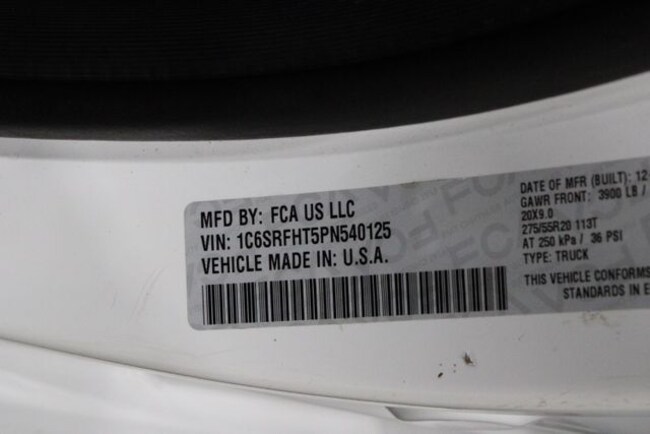 MFD BY: FCA US LLC
VIN: 1C6SRFHT5PN540125
VEHICLE MADE IN: U.S.A.
DATE OF MFR (BUILT): 12
GAWR FRONT: 3900 LB /
20X9.0
275/55R20 113T
AT 250 kPa / 36 PSI
TYPE: TRUCK
THIS VEHICLE CONFORMS
STANDARDS IN E